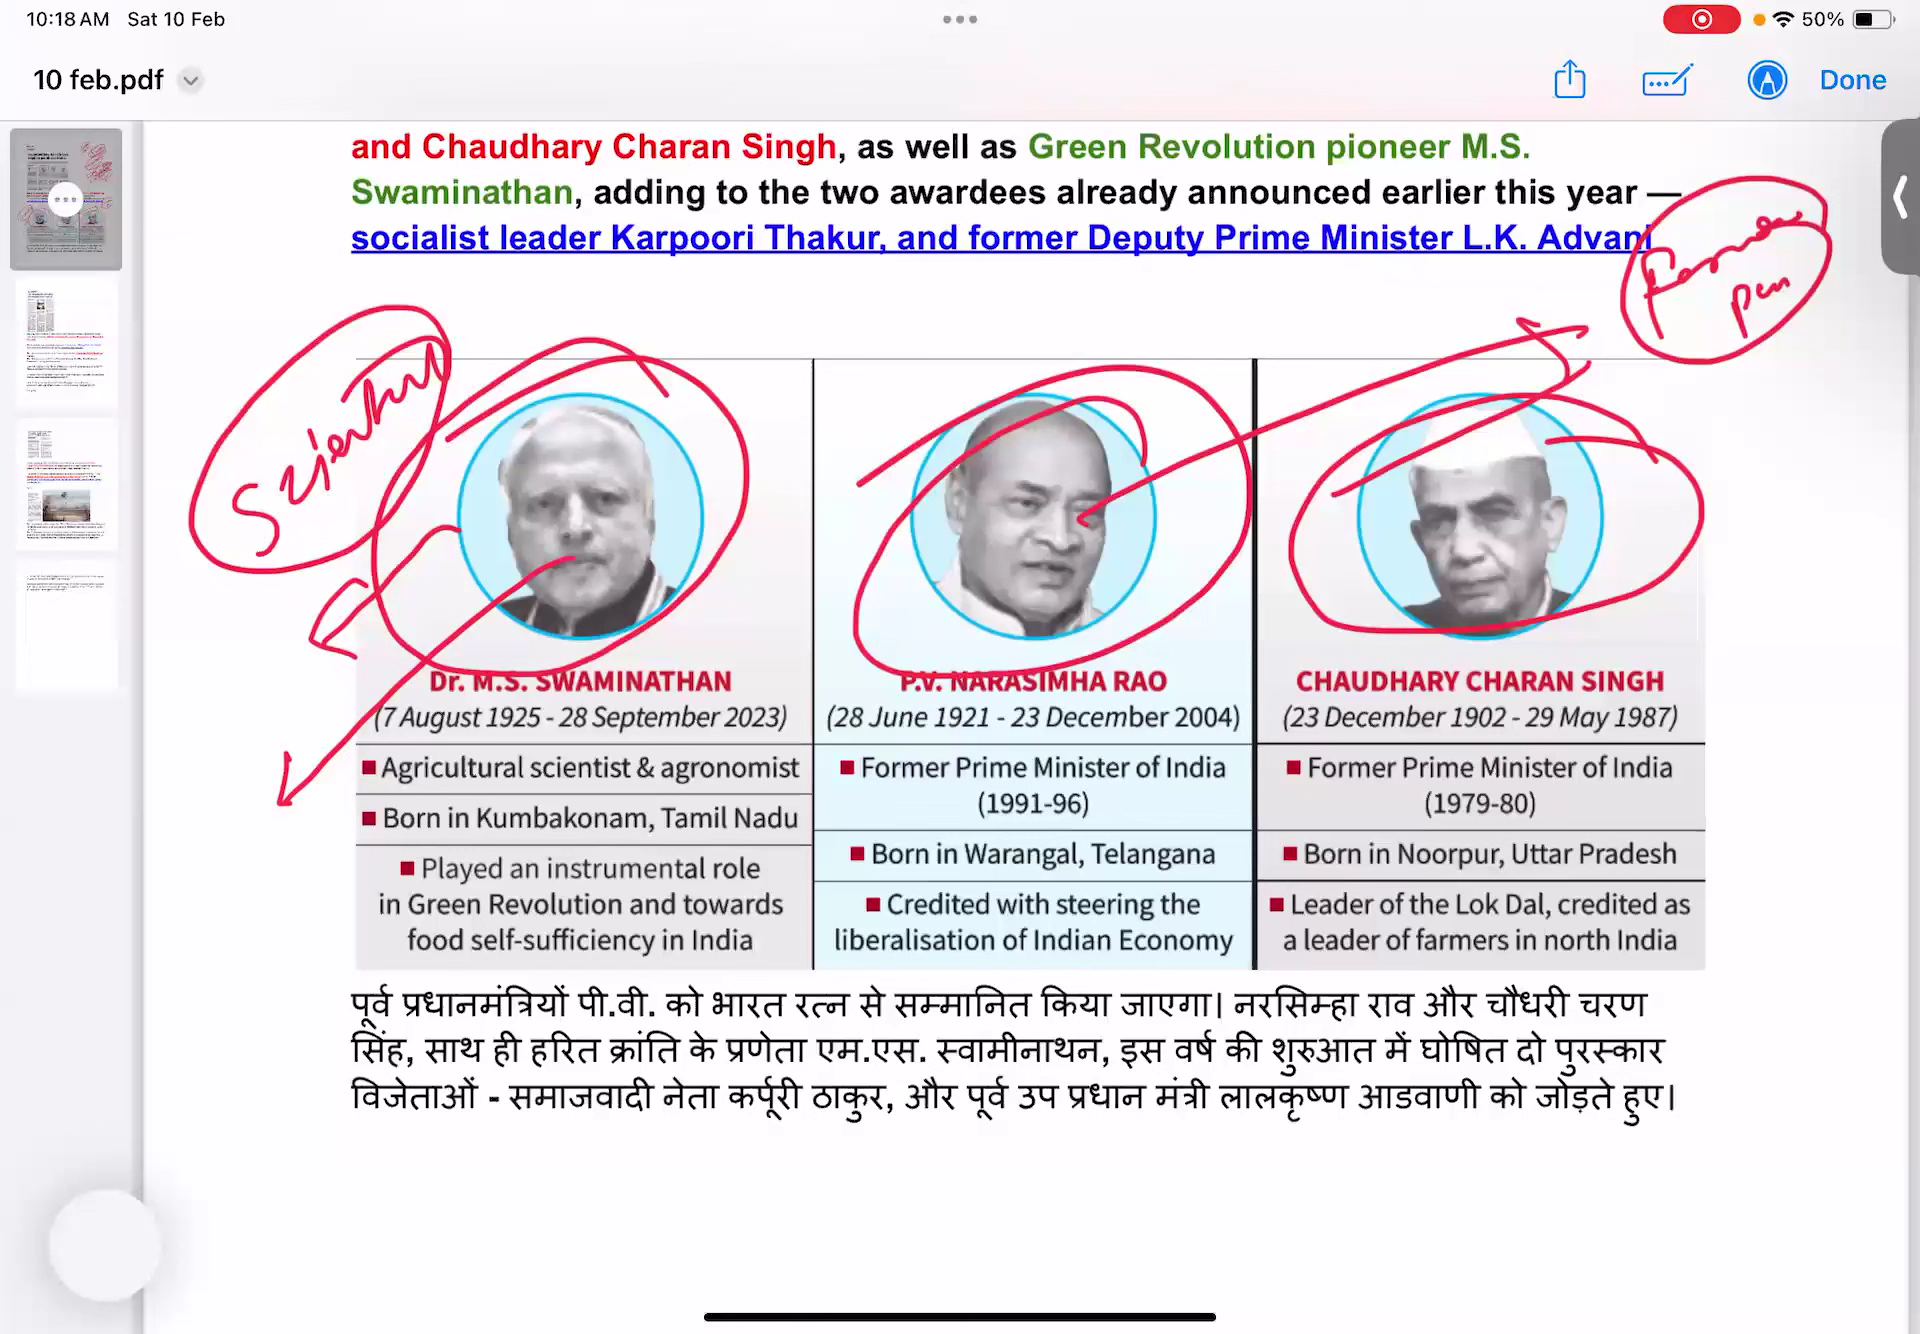 10:18 AM Sat 10 Feb
50%
10 feb.pdf
Done
and Chaudhary Charan Singh, as well as Green Revolution pioneer M.S.
Swaminathan, adding to the two awardees already announced earlier this year —
socialist leader Karpoori Thakur, and former Deputy Prime Minister L.K. Advani
Dr. M.S. SWAMINATHAN
(7 August 1925 - 28 September 2023)
Agricultural scientist & agronomist
Born in Kumbakonam, Tamil Nadu
Played an instrumental role
in Green Revolution and towards
food self-sufficiency in India
P.V. NARASIMHA RAO
(28 June 1921 - 23 December 2004)
Former Prime Minister of India
(1991-96)
Born in Warangal, Telangana
Credited with steering the
liberalisation of Indian Economy
CHAUDHARY CHARAN SINGH
(23 December 1902 - 29 May 1987)
Former Prime Minister of India
(1979-80)
Born in Noorpur, Uttar Pradesh
Leader of the Lok Dal, credited as
a leader of farmers in north India
पूर्व प्रधानमंत्रियों पी.वी. को भारत रत्न से सम्मानित किया जाएगा। नरसिम्हा राव और चौधरी चरण
सिंह, साथ ही हरित क्रांति के प्रणेता एम.एस. स्वामीनाथन, इस वर्ष की शुरुआत में घोषित दो पुरस्कार
विजेताओं - समाजवादी नेता कर्पूरी ठाकुर, और पूर्व उप प्रधान मंत्री लालकृष्ण आडवाणी को जोड़ते हुए।